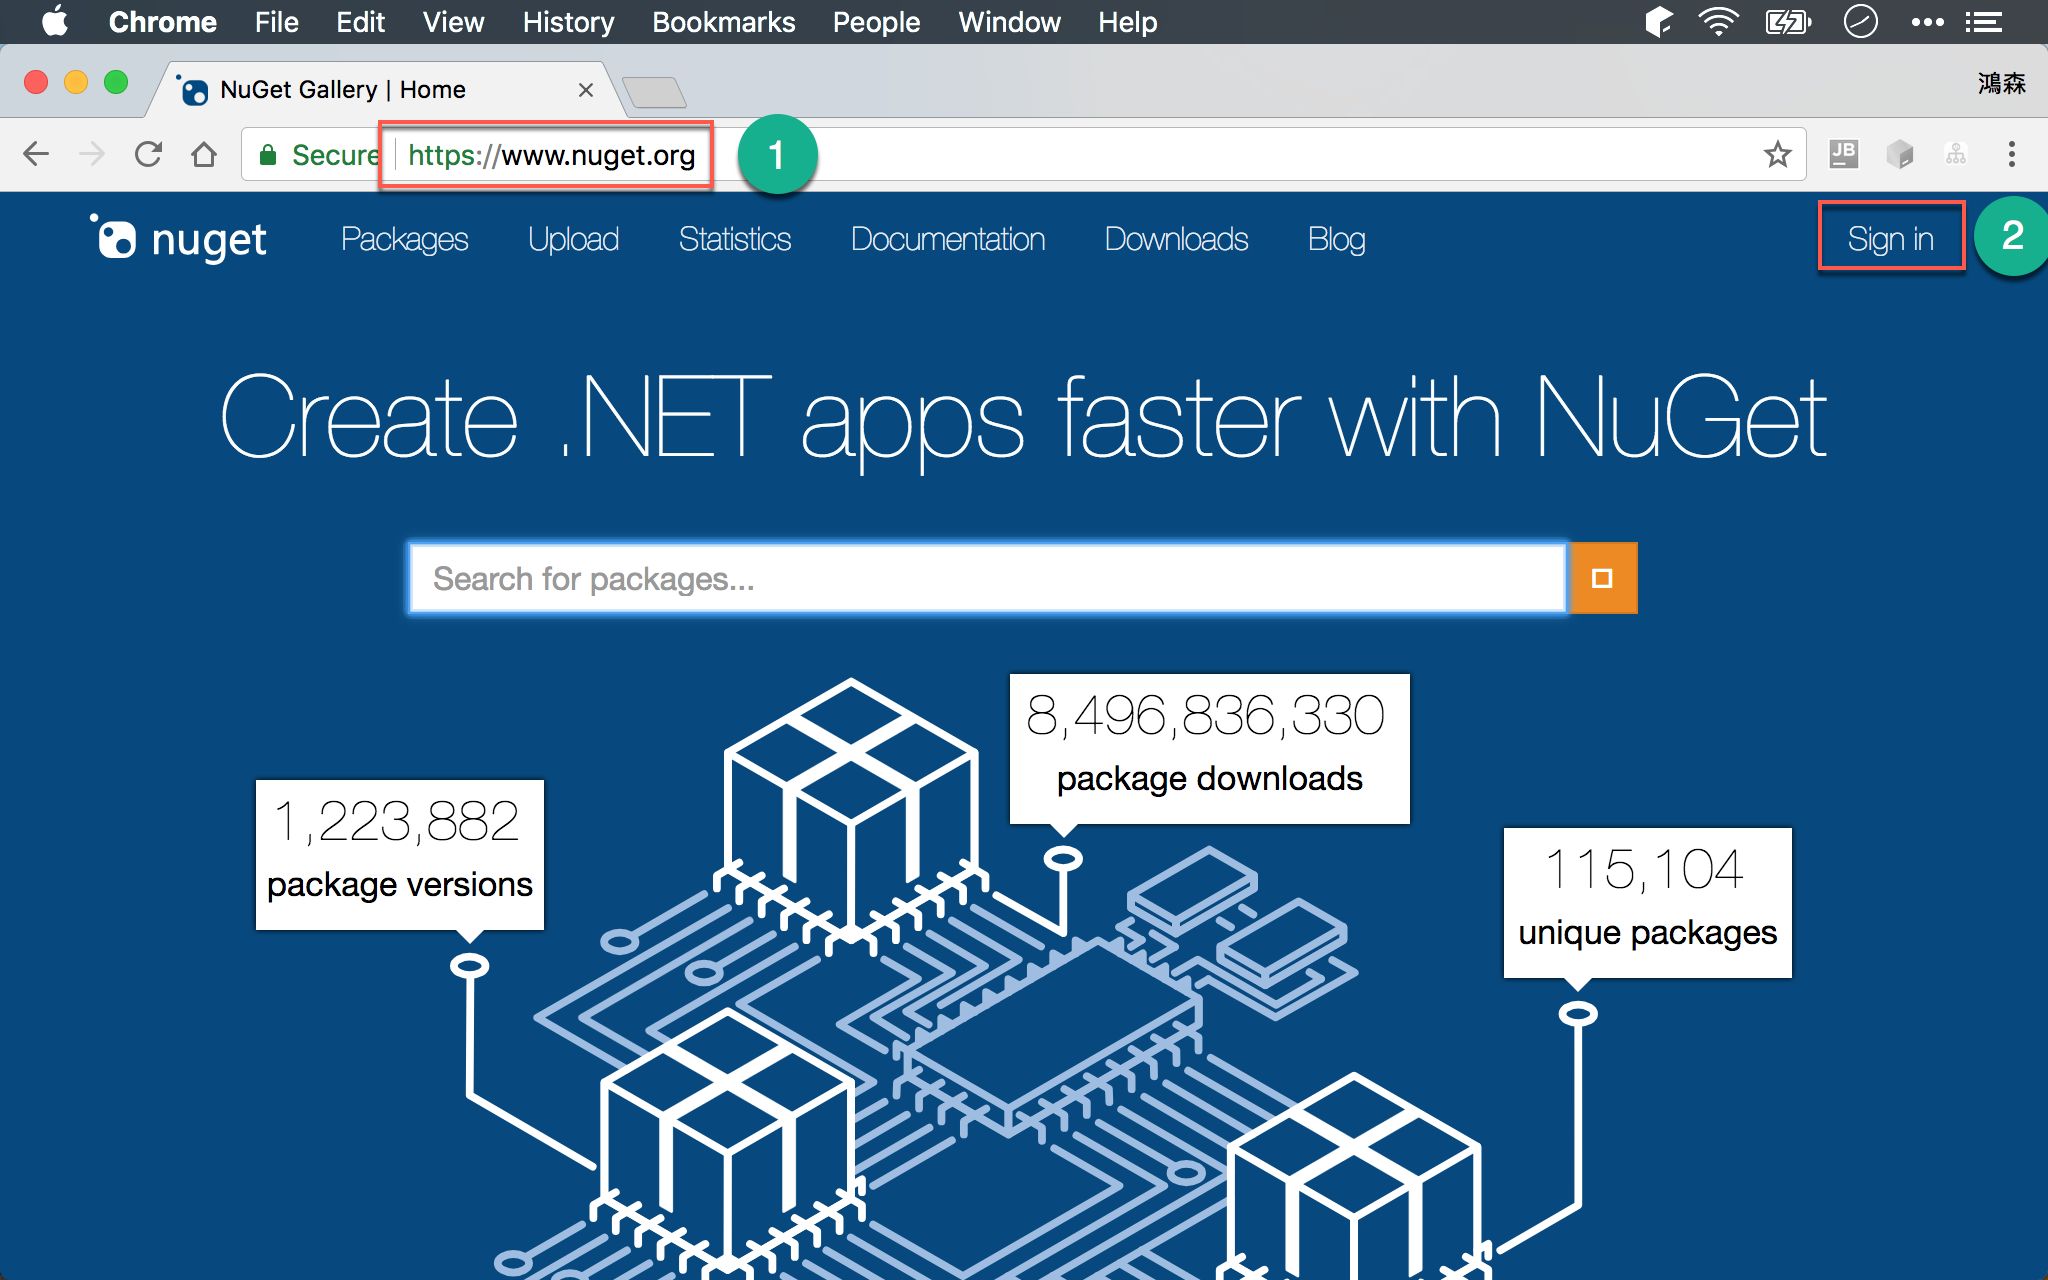 Chrome File Edit View History Bookmarks People Window Help
NuGet Gallery | Home
鴻森
Secure https://www.nuget.org
1
JB
nuget Packages Upload Statistics Documentation Downloads Blog Sign in
2
Create .NET apps faster with NuGet
Search for packages...
8,496,836,330
package downloads
1,223,882
package versions
115,104
unique packages